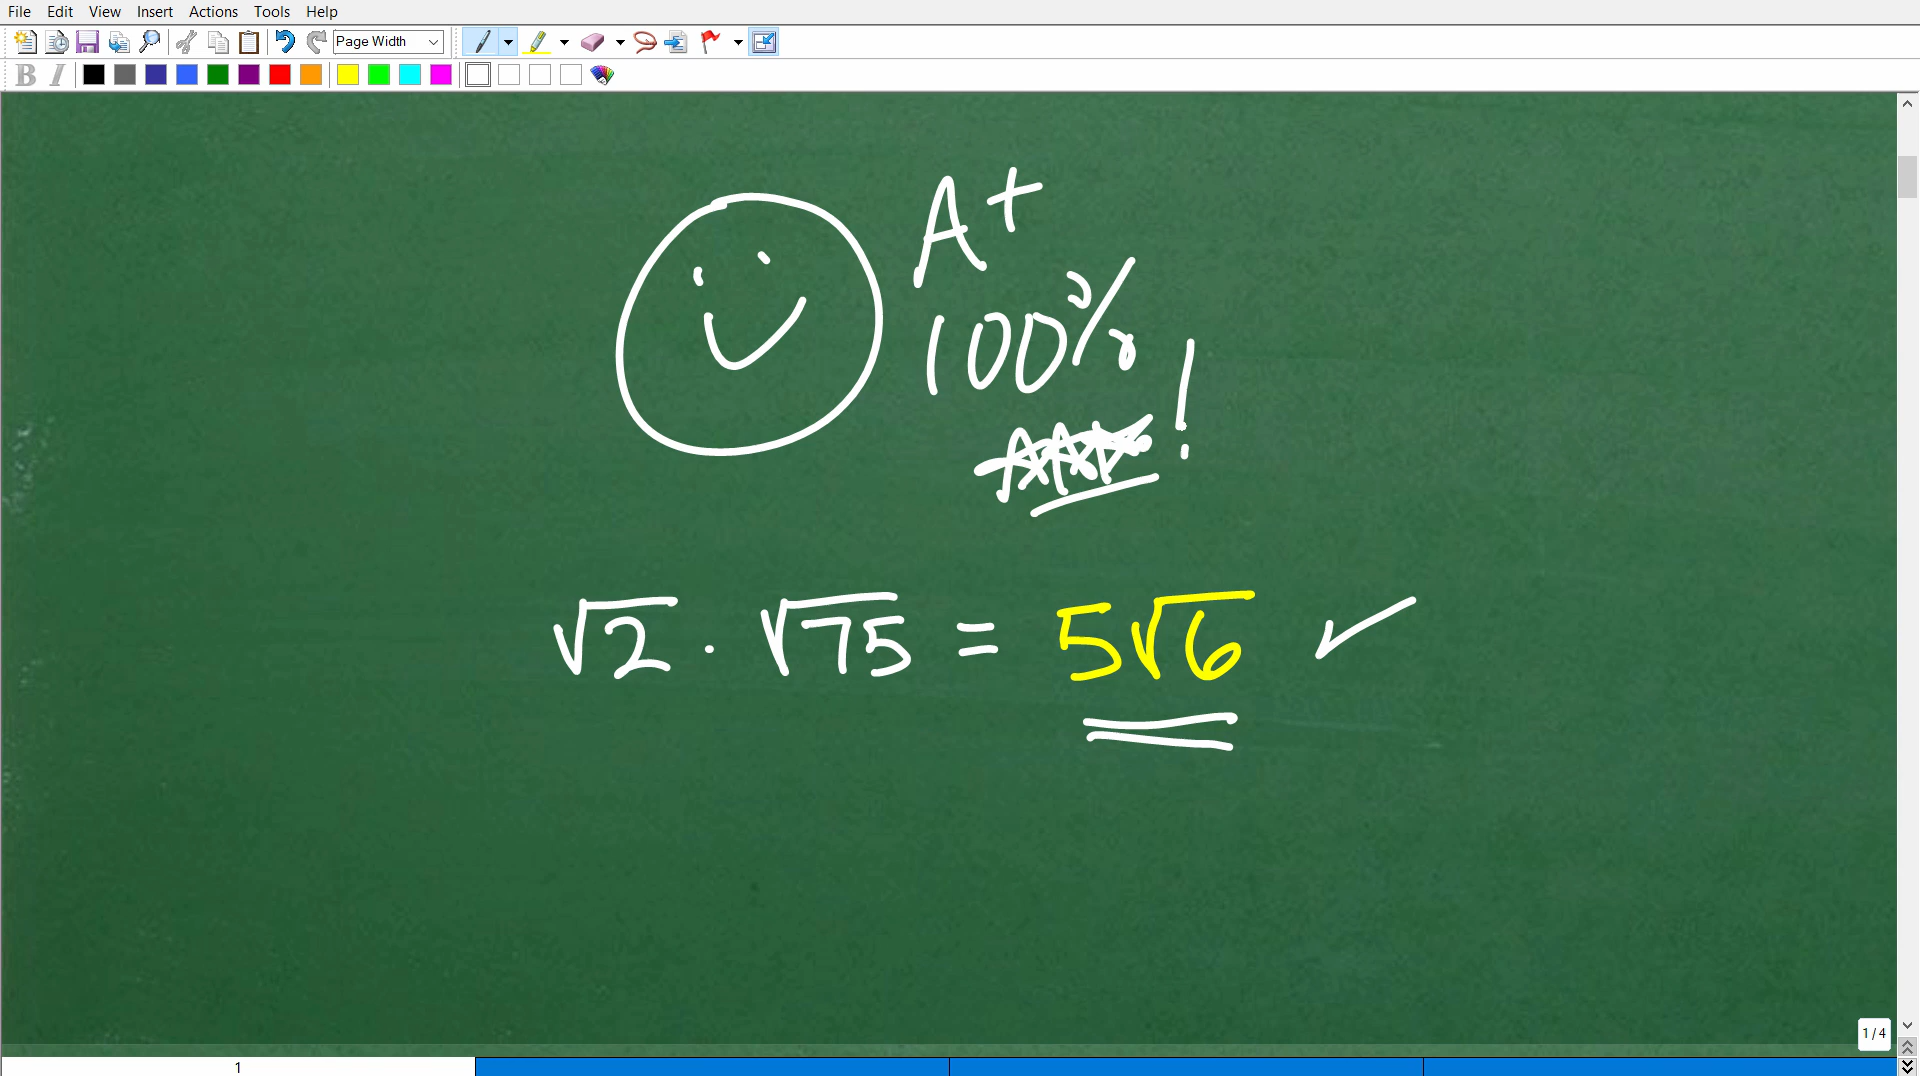 File Edit View Insert Actions Tools Help
Page Width
B I
A+
100%
!
√2 · √75 = 5√6 ✓
1 / 4
1